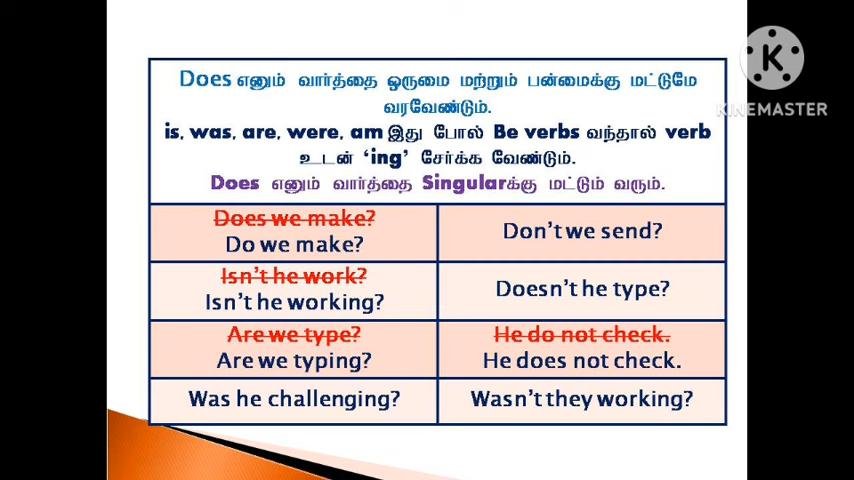 Does எனும் வார்த்தை ஒருமை மற்றும் பன்மைக்கு மட்டுமே
வரவேண்டும்.
is, was, are, were, am இது போல் Be verbs வந்தால் verb
உடன் ‘ing’ சேர்க்க வேண்டும்.
Does எனும் வார்த்தை Singularக்கு மட்டும் வரும்.
Does we make?
Do we make?
Don’t we send?
Isn’t he work?
Isn’t he working?
Doesn’t he type?
Are we type?
Are we typing?
He do not check.
He does not check.
Was he challenging?
Wasn’t they working?
K
KINEMASTER